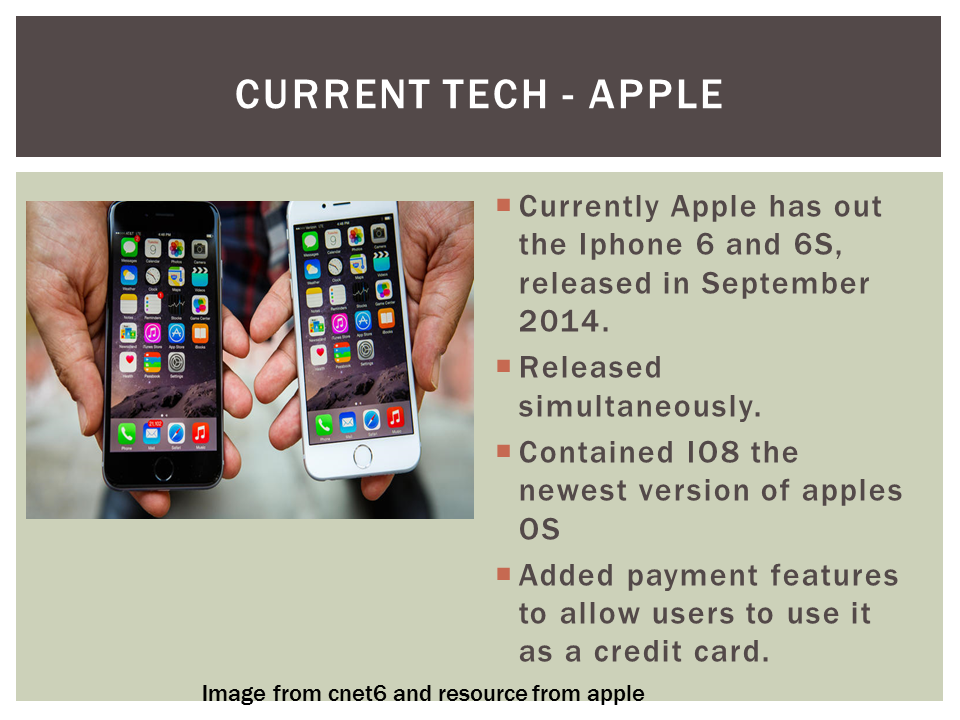 CURRENT TECH - APPLE
Currently Apple has out
the Iphone 6 and 6S,
released in September
2014.
Released
simultaneously.
Contained IO8 the
newest version of apples
OS
Added payment features
to allow users to use it
as a credit card.
Image from cnet6 and resource from apple